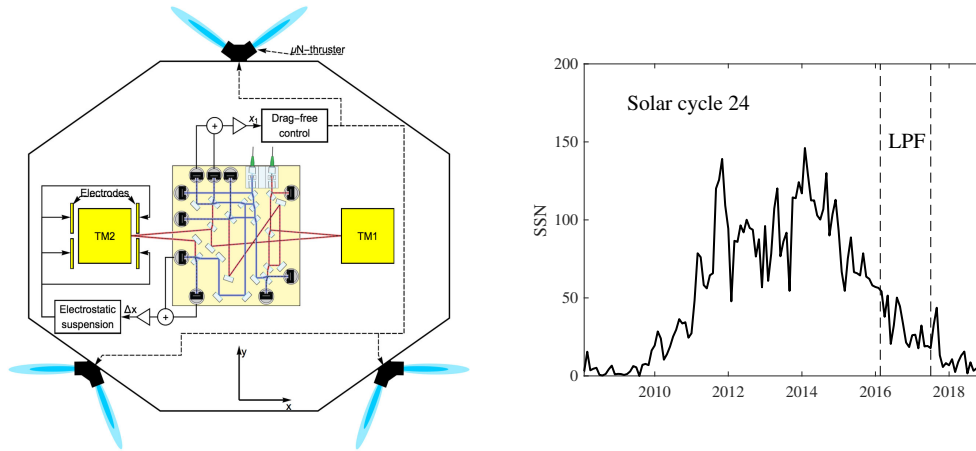 μN−thruster
x1
Drag−free
control
Electrodes
TM2
TM1
Electrostatic
suspension
Δx
y
x
200
150
100
50
0
SSN
Solar cycle 24
LPF
2010
2012
2014
2016
2018